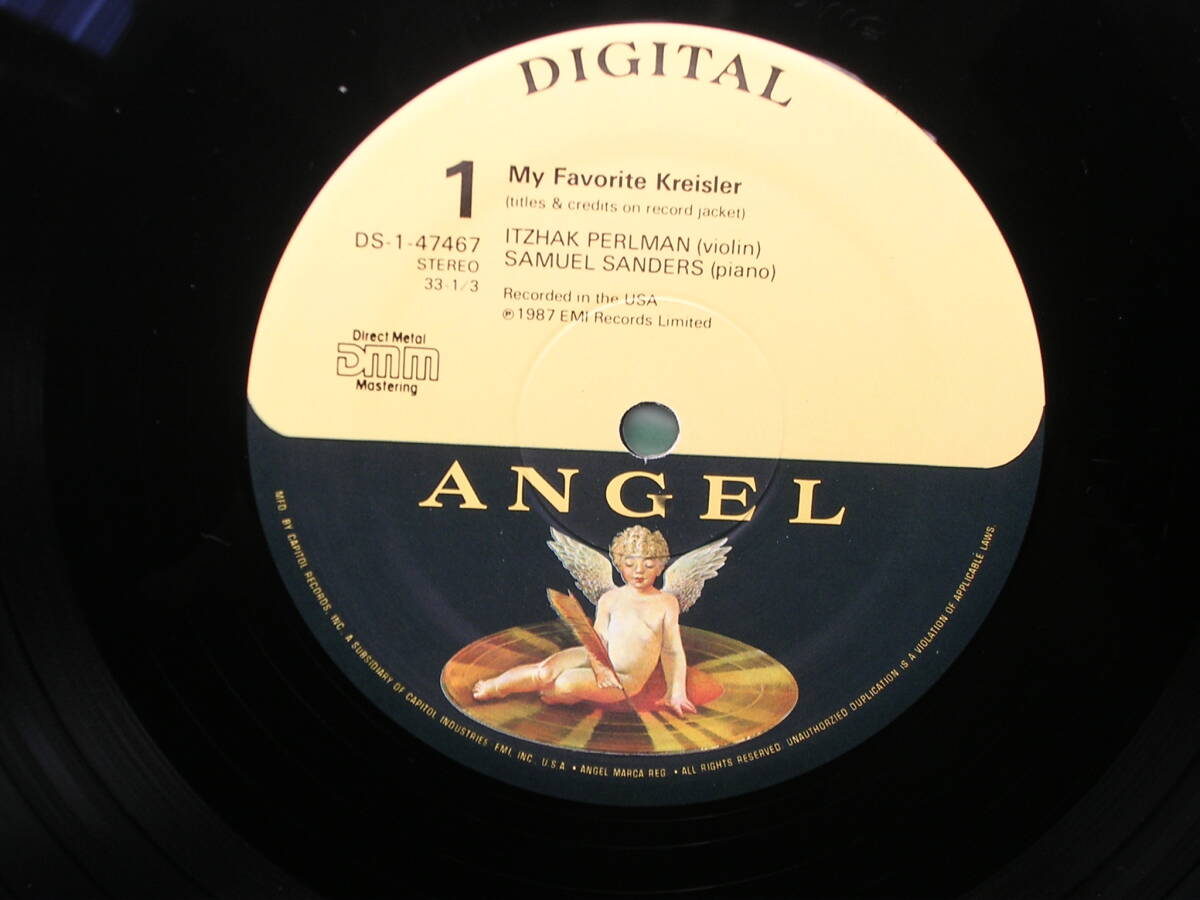 DIGITAL
1
My Favorite Kreisler
(titles & credits on record jacket)
DS-1-47467
STEREO
33-1/3
ITZHAK PERLMAN (violin)
SAMUEL SANDERS (piano)
Recorded in the USA
℗ 1987 EMI Records Limited
Direct Metal
DMM
Mastering
ANGEL
MFD. BY CAPITOL RECORDS, INC., A SUBSIDIARY OF CAPITOL INDUSTRIES-EMI, INC., U.S.A. • ANGEL MARCA REG. • ALL RIGHTS RESERVED. UNAUTHORZIED DUPLICATION IS A VIOLATION OF APPLICABLE LAWS.